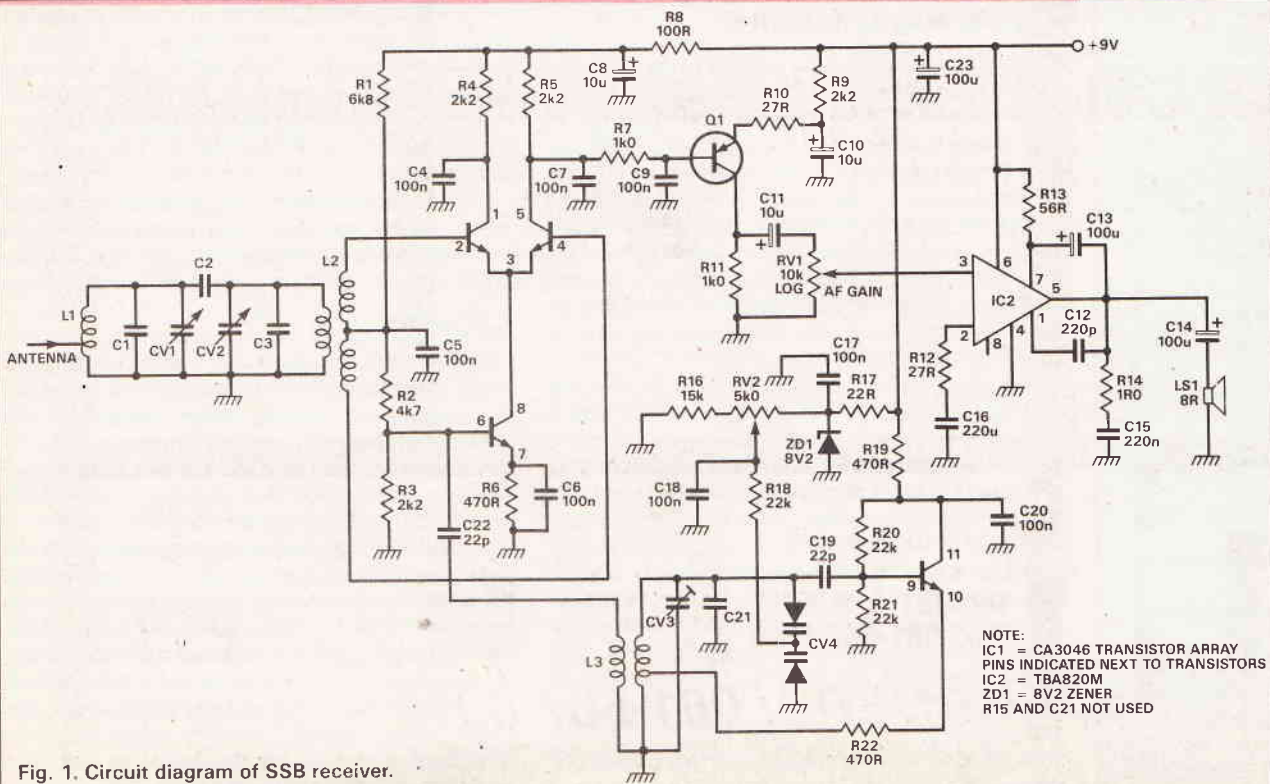 R8
100R
+9V
R1
6k8
R4
2k2
R5
2k2
C8
10u
+
R9
2k2
+
C23
100u
R10
27R
Q1
R7
1k0
+
C10
10u
C4
100n
C7
100n
C9
100n
R13
56R
C13
100u
+
C11
10u
+
1
2
3
5
4
L2
R11
1k0
RV1
10k
LOG
AF GAIN
3
6
7
5
IC2
2
8
4
1
C12
220p
C14
100u
+
L1
ANTENNA
C1
CV1
C2
CV2
C3
C5
100n
R2
4k7
8
6
7
C17
100n
R12
27R
R14
1R0
LS1
8R
R16
15k
RV2
5k0
R17
22R
ZD1
8V2
C16
220u
C15
220n
R3
2k2
R6
470R
C6
100n
C22
22p
C18
100n
R18
22k
R19
470R
C20
100n
C19
22p
R20
22k
R21
22k
11
9
10
CV3
C21
CV4
L3
R22
470R
NOTE:
IC1 = CA3046 TRANSISTOR ARRAY
PINS INDICATED NEXT TO TRANSISTORS
IC2 = TBA820M
ZD1 = 8V2 ZENER
R15 AND C21 NOT USED
Fig. 1. Circuit diagram of SSB receiver.